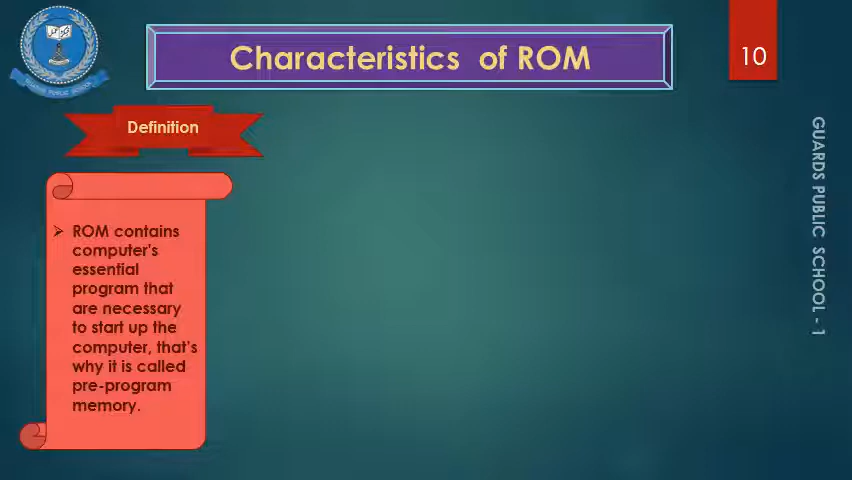 Characteristics of ROM
10
Definition
➤ ROM contains
computer's
essential
program that
are necessary
to start up the
computer, that's
why it is called
pre-program
memory.
GUARDS PUBLIC SCHOOL - 1